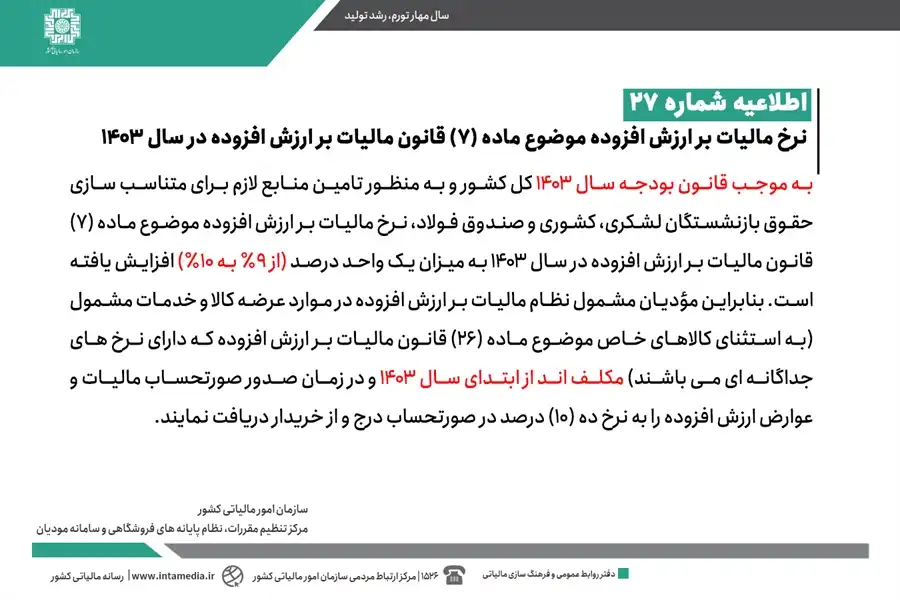 سال مهار تورم، رشد تولید
سازمان امور مالیاتی کشور
اطلاعیه شماره ۲۷
نرخ مالیات بر ارزش افزوده موضوع ماده (۷) قانون مالیات بر ارزش افزوده در سال ۱۴۰۳
به موجب قانون بودجه سال ۱۴۰۳ کل کشور و به منظور تامین منابع لازم برای متناسب سازی
حقوق بازنشستگان لشکری، کشوری و صندوق فولاد، نرخ مالیات بر ارزش افزوده موضوع ماده (۷)
قانون مالیات بر ارزش افزوده در سال ۱۴۰۳ به میزان یک واحد درصد (از ۹% به ۱۰%) افزایش یافته
است. بنابراین مؤدیان مشمول نظام مالیات بر ارزش افزوده در موارد عرضه کالا و خدمات مشمول
(به استثنای کالاهای خاص موضوع ماده (۲۶) قانون مالیات بر ارزش افزوده که دارای نرخ های
جداگانه ای می باشند) مکلف اند از ابتدای سال ۱۴۰۳ و در زمان صدور صورتحساب مالیات و
عوارض ارزش افزوده را به نرخ ده (۱۰) درصد در صورتحساب درج و از خریدار دریافت نمایند.
سازمان امور مالیاتی کشور
مرکز تنظیم مقررات، نظام پایانه های فروشگاهی و سامانه مودیان
دفتر روابط عمومی و فرهنگ سازی مالیاتی
۱۵۲۶ | مرکز ارتباط مردمی سازمان امور مالیاتی کشور
www.intamedia.ir | رسانه مالیاتی کشور